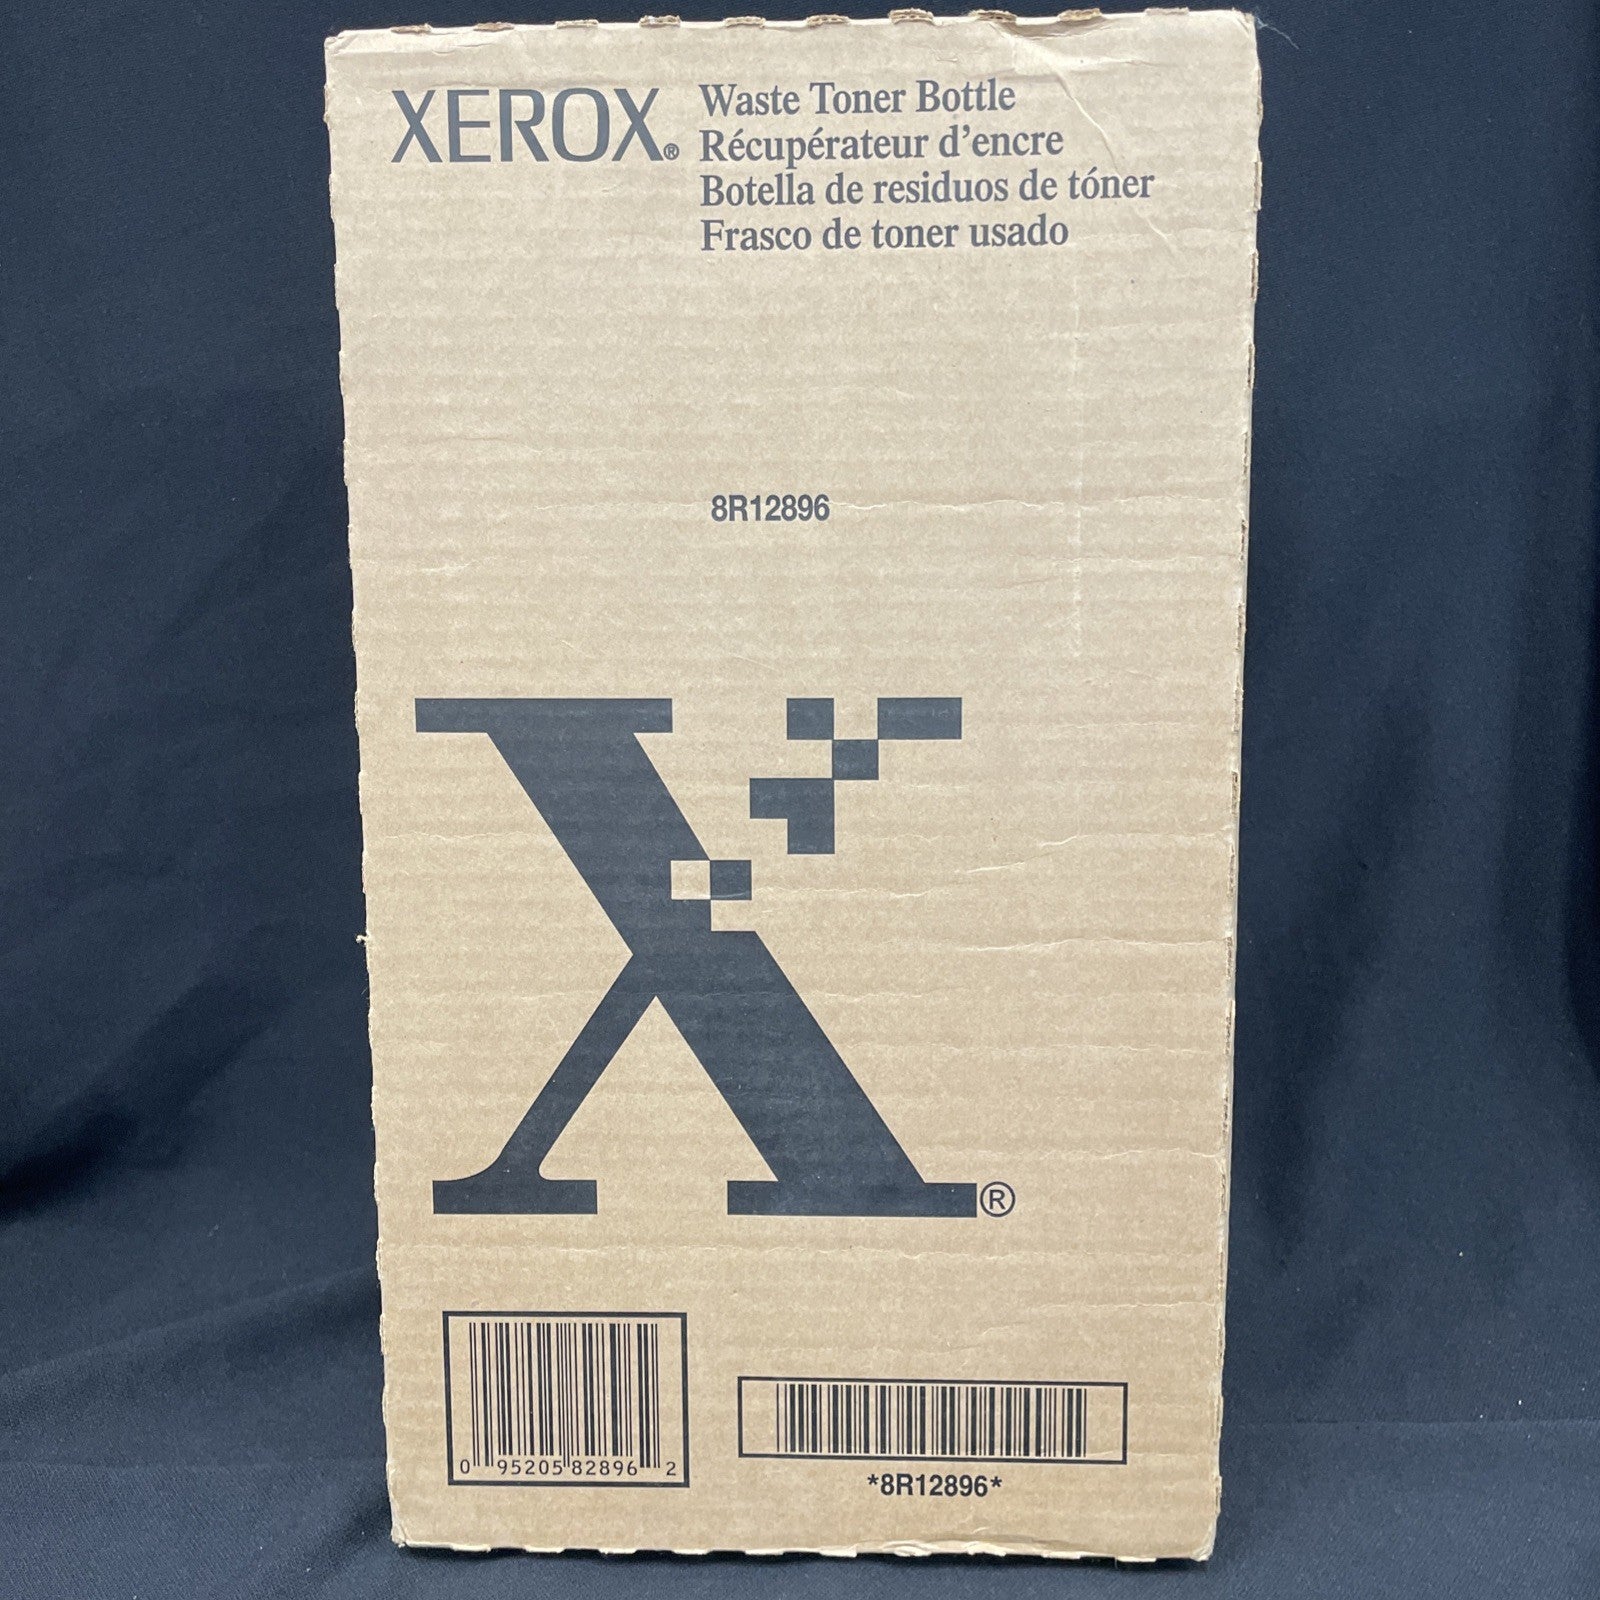 XEROX®
Waste Toner Bottle
Récupérateur d'encre
Botella de residuos de tóner
Frasco de toner usado
8R12896
X®
0 95205 82896 2
*8R12896*